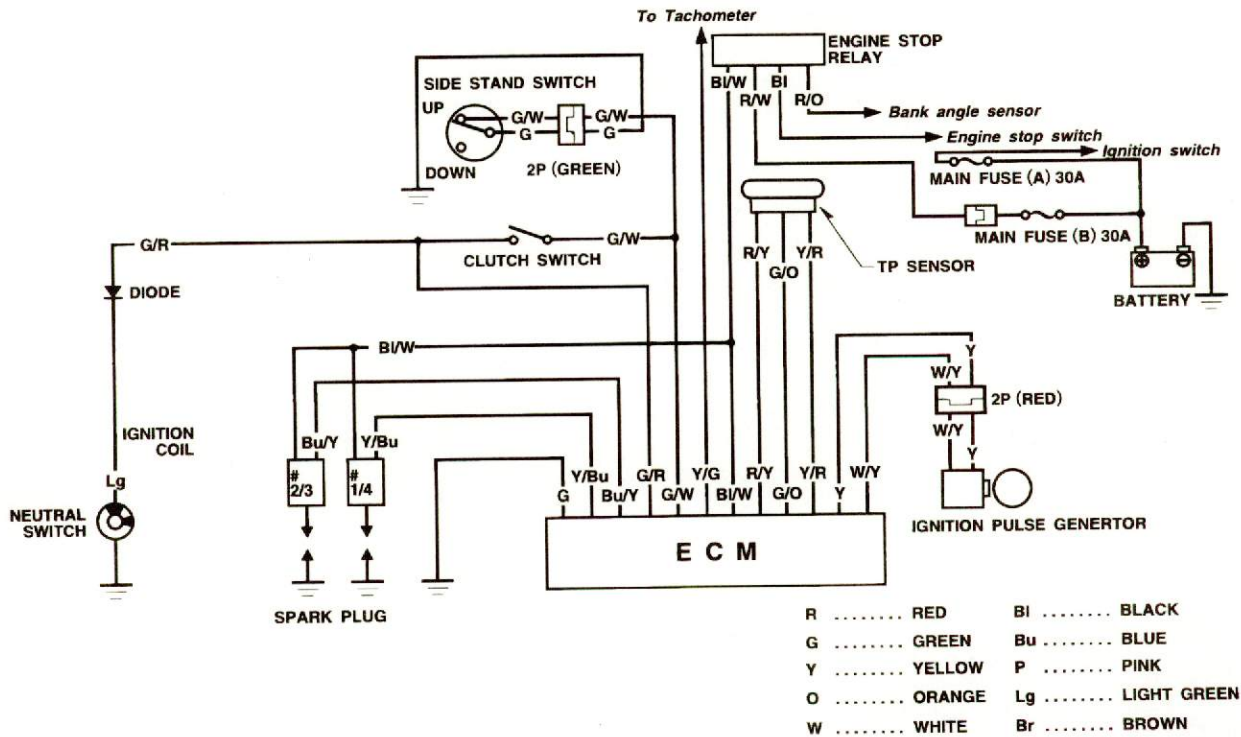 To Tachometer
ENGINE STOP
RELAY
Bl/W
Bl
R/W
R/O
Bank angle sensor
Engine stop switch
Ignition switch
SIDE STAND SWITCH
UP
G/W
G/W
G
G
DOWN
2P (GREEN)
MAIN FUSE (A) 30A
MAIN FUSE (B) 30A
G/R
G/W
CLUTCH SWITCH
R/Y
Y/R
G/O
TP SENSOR
BATTERY
DIODE
Bl/W
Y
W/Y
2P (RED)
W/Y
Y
IGNITION
COIL
Bu/Y
Y/Bu
Lg
#
2/3
#
1/4
NEUTRAL
SWITCH
G
Y/Bu
Bu/Y
G/R
G/W
Y/G
Bl/W
R/Y
G/O
Y/R
Y
W/Y
IGNITION PULSE GENERTOR
ECM
SPARK PLUG
R ........ RED
Bl ........ BLACK
G ........ GREEN
Bu ........ BLUE
Y ........ YELLOW
P ........ PINK
O ........ ORANGE
Lg ........ LIGHT GREEN
W ........ WHITE
Br ........ BROWN